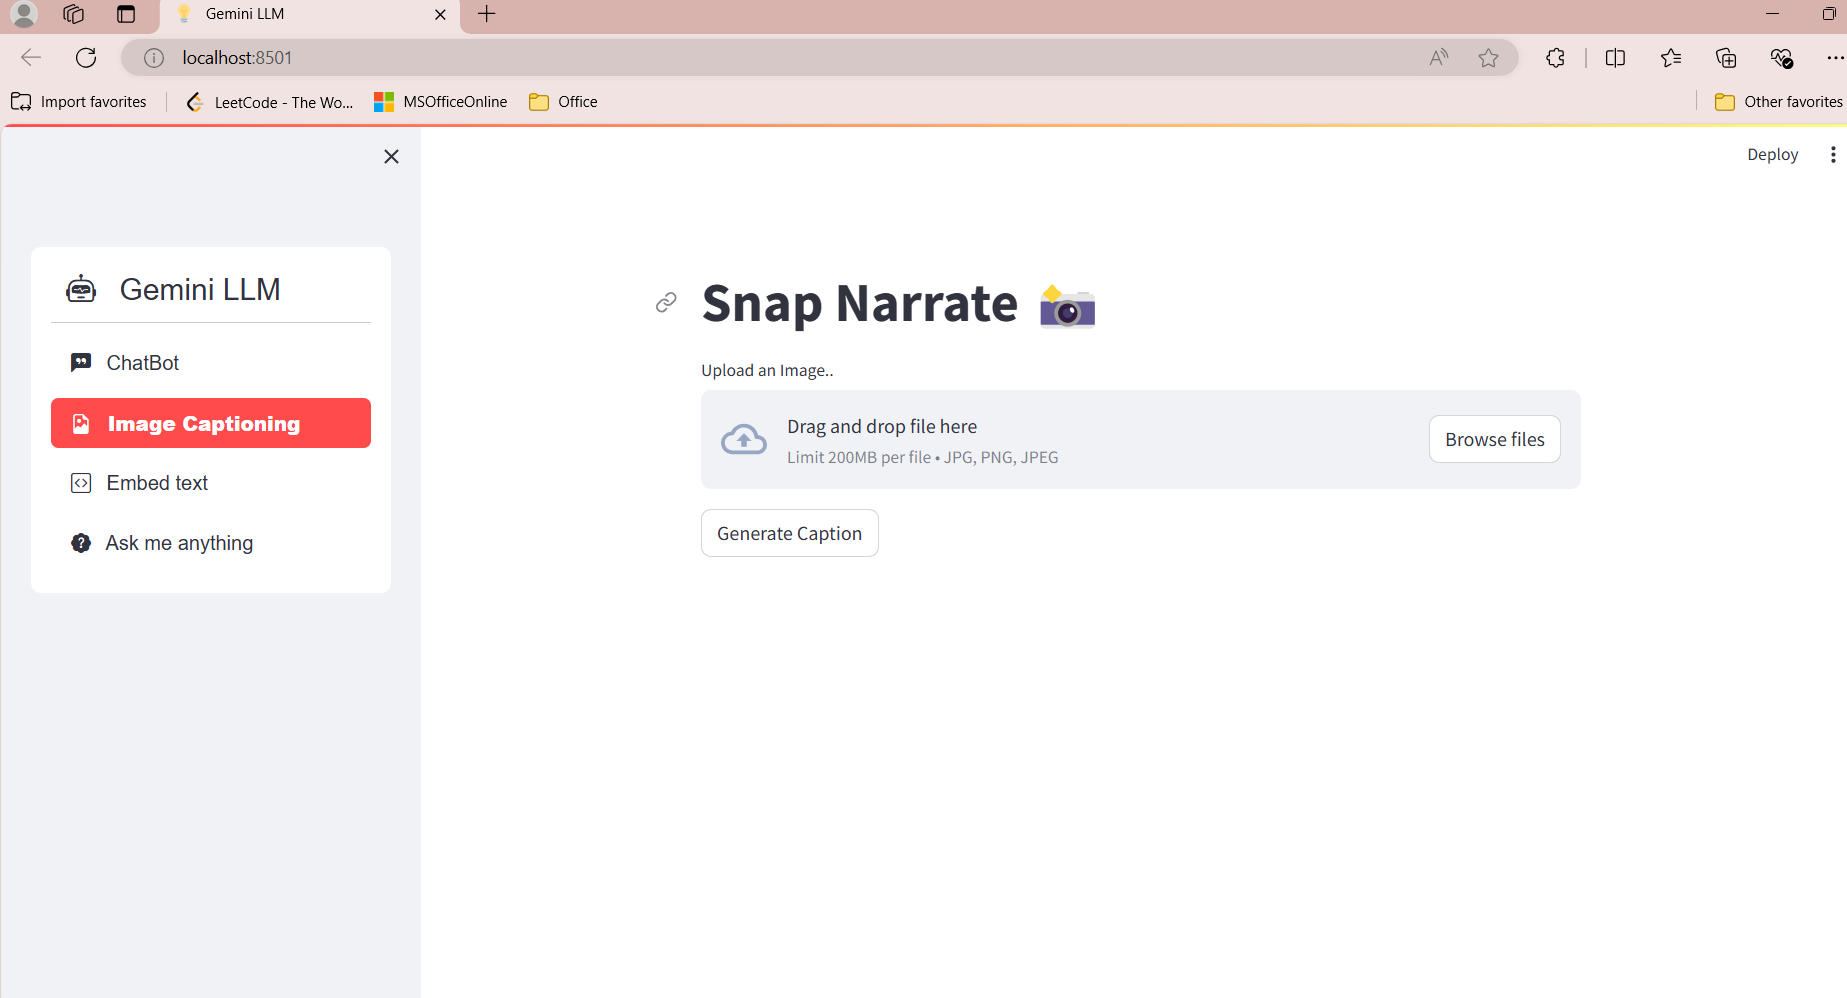 Gemini LLM
localhost:8501
Import favorites
LeetCode - The Wo...
MSOfficeOnline
Office
Other favorites
Deploy
Gemini LLM
ChatBot
Image Captioning
Embed text
Ask me anything
Snap Narrate
Upload an Image..
Drag and drop file here
Limit 200MB per file • JPG, PNG, JPEG
Browse files
Generate Caption